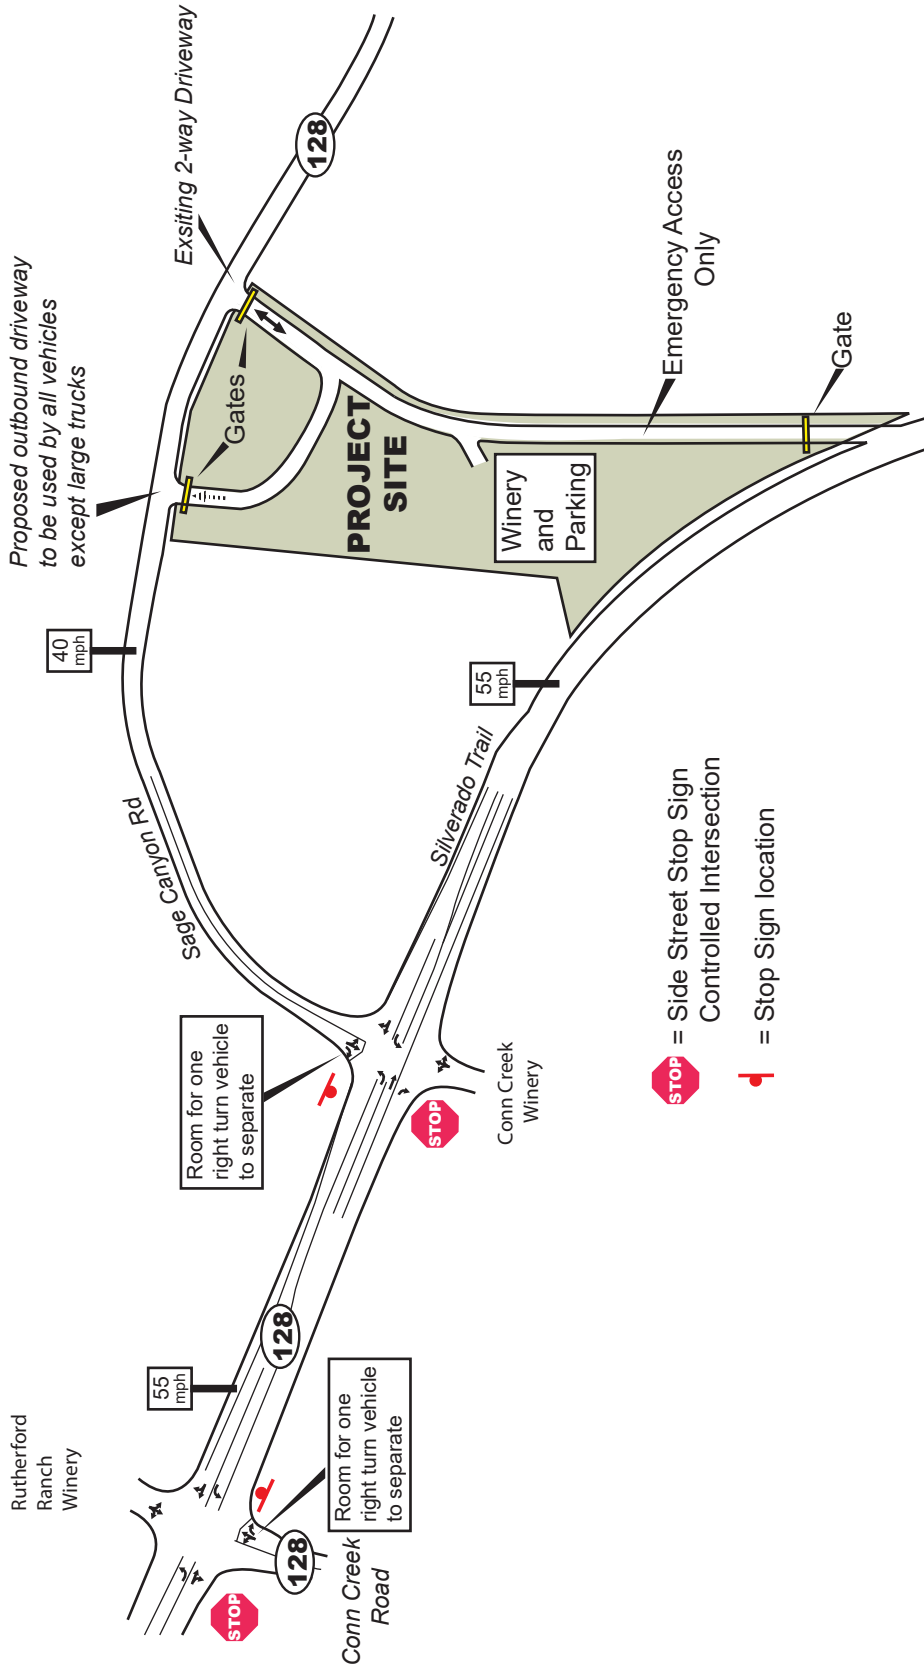 Rutherford
Ranch
Winery
55
mph
128
STOP
128
Conn Creek
Road
Room for one
right turn vehicle
to separate
Room for one
right turn vehicle
to separate
STOP
Conn Creek
Winery
Sage Canyon Rd
Silverado Trail
40
mph
55
mph
Proposed outbound driveway
to be used by all vehicles
except large trucks
Exsiting 2-way Driveway
128
Gates
PROJECT
SITE
Winery
and
Parking
Emergency Access
Only
Gate
STOP = Side Street Stop Sign
Controlled Intersection
= Stop Sign location